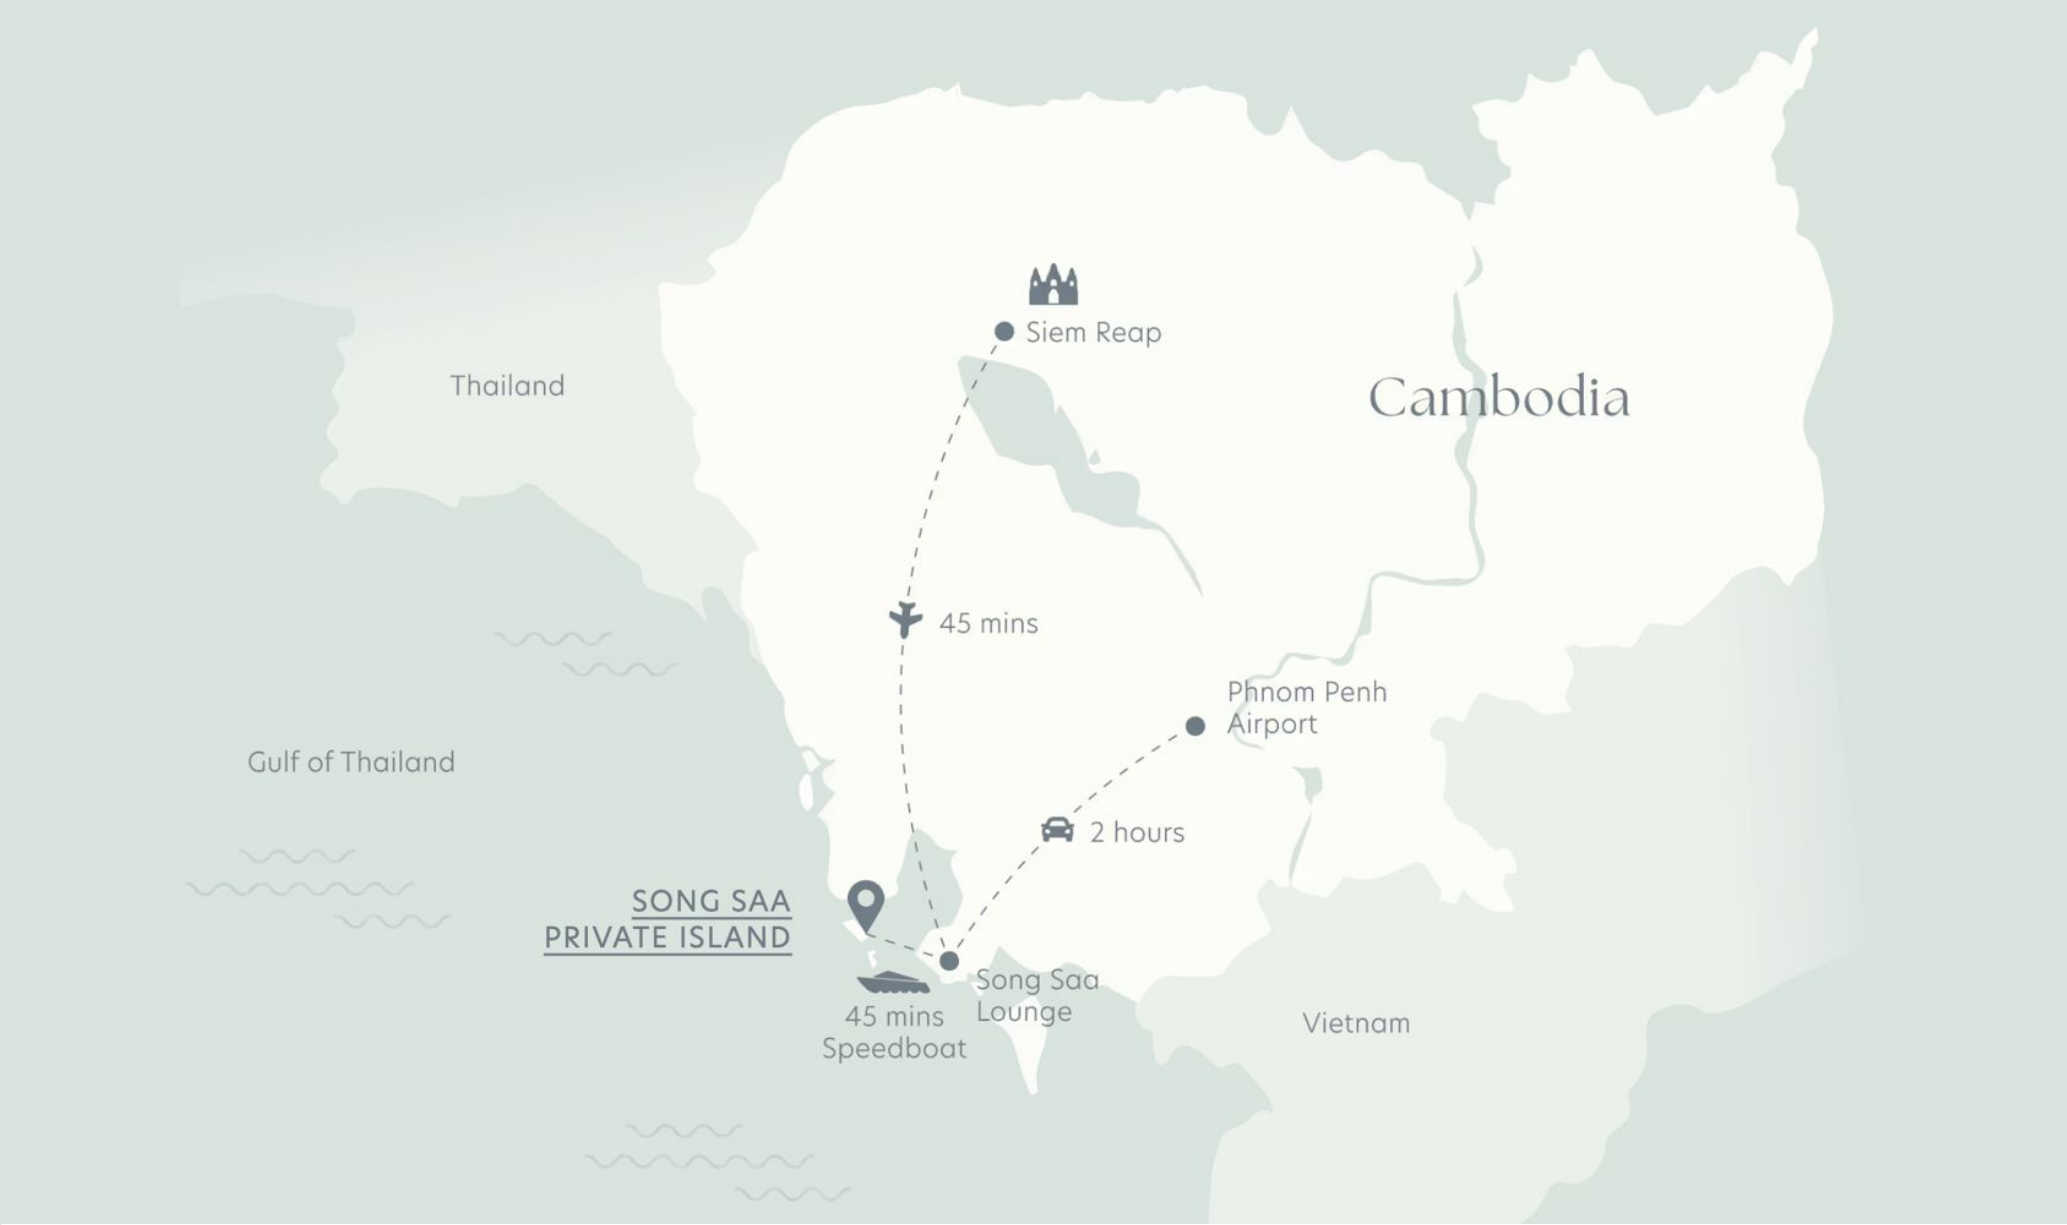 Siem Reap
Cambodia
Thailand
45 mins
Phnom Penh
Airport
Gulf of Thailand
2 hours
SONG SAA
PRIVATE ISLAND
Song Saa
Lounge
45 mins
Speedboat
Vietnam